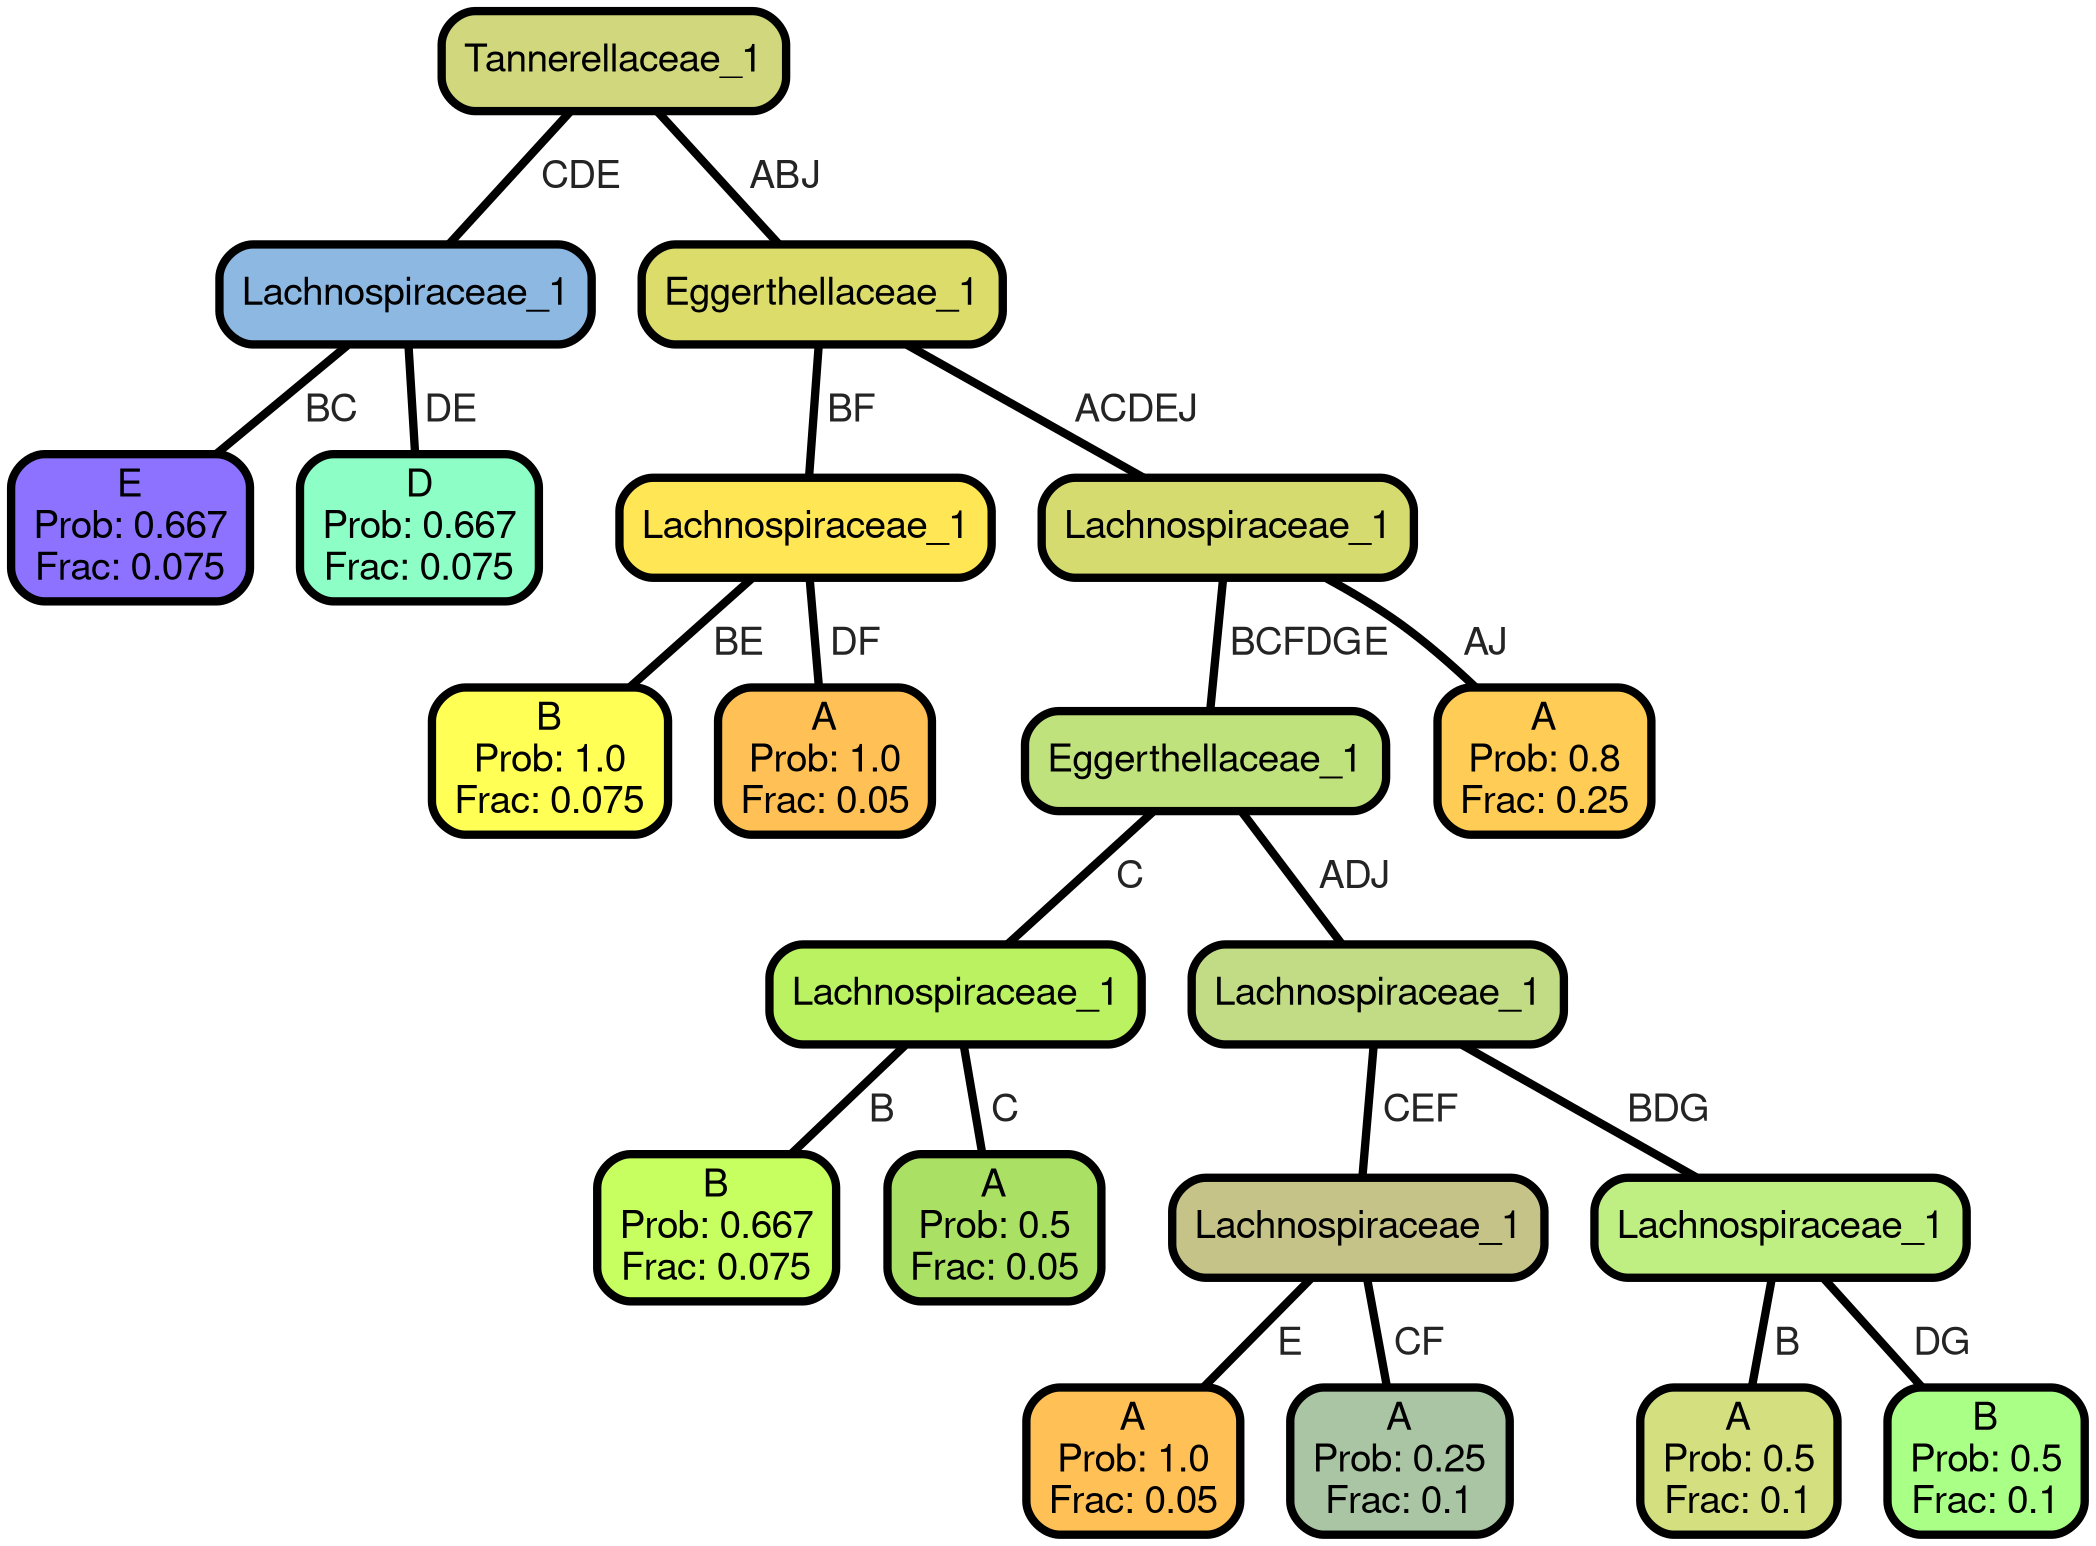 Tannerellaceae_1
CDE
ABJ
Lachnospiraceae_1
Eggerthellaceae_1
BC
DE
BF
ACDEJ
E
Prob: 0.667
Frac: 0.075
D
Prob: 0.667
Frac: 0.075
Lachnospiraceae_1
Lachnospiraceae_1
BE
DF
BCFDGE
AJ
B
Prob: 1.0
Frac: 0.075
A
Prob: 1.0
Frac: 0.05
Eggerthellaceae_1
A
Prob: 0.8
Frac: 0.25
C
ADJ
Lachnospiraceae_1
Lachnospiraceae_1
B
C
CEF
BDG
B
Prob: 0.667
Frac: 0.075
A
Prob: 0.5
Frac: 0.05
Lachnospiraceae_1
Lachnospiraceae_1
E
CF
B
DG
A
Prob: 1.0
Frac: 0.05
A
Prob: 0.25
Frac: 0.1
A
Prob: 0.5
Frac: 0.1
B
Prob: 0.5
Frac: 0.1